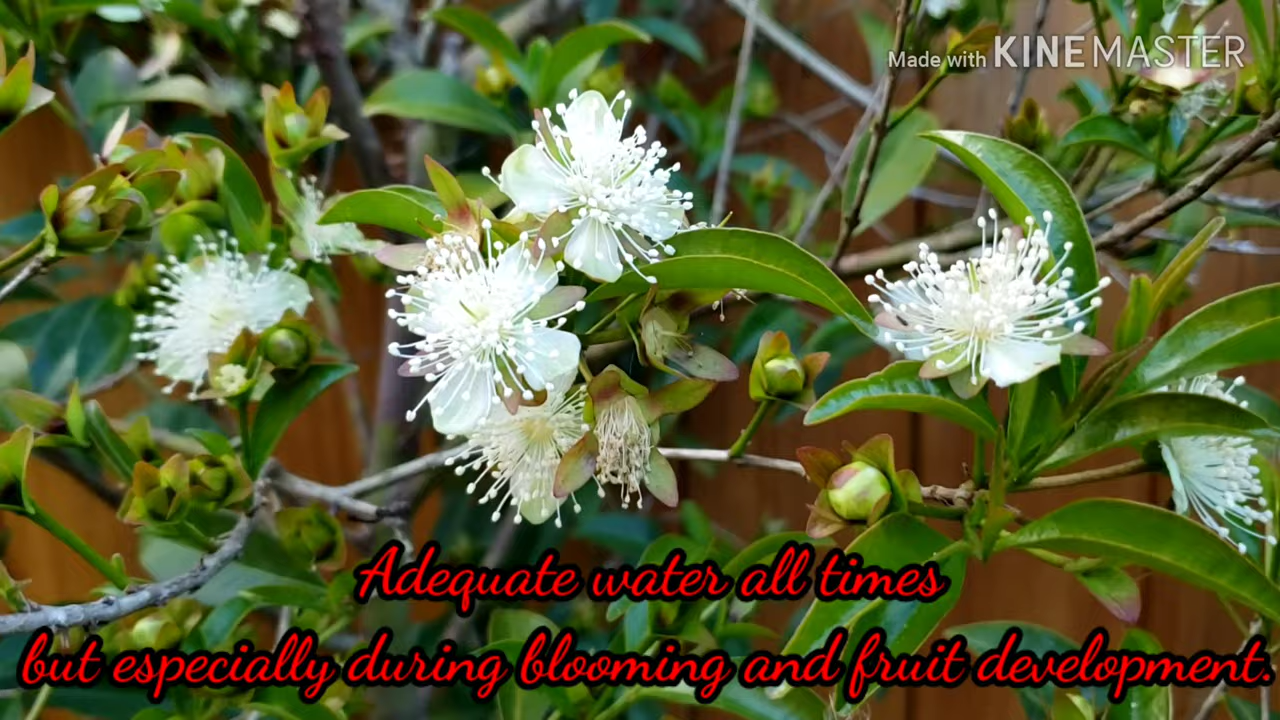 Made with KINEMASTER
Adequate water all times
but especially during blooming and fruit development.